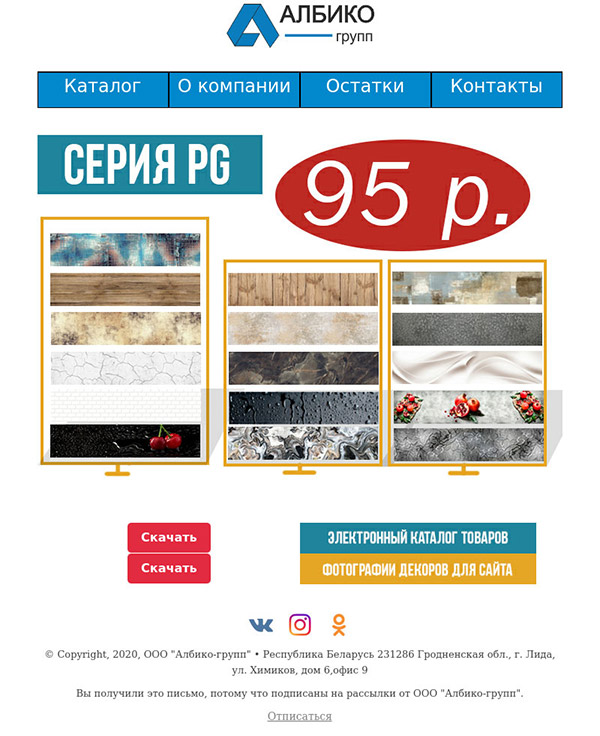 АЛБИКО
групп
Каталог
О компании
Остатки
Контакты
СЕРИЯ PG
95 р.
Скачать
ЭЛЕКТРОННЫЙ КАТАЛОГ ТОВАРОВ
Скачать
ФОТОГРАФИИ ДЕКОРОВ ДЛЯ САЙТА
© Copyright, 2020, ООО "Албико-групп" • Республика Беларусь 231286 Гродненская обл., г. Лида,
ул. Химиков, дом 6,офис 9
Вы получили это письмо, потому что подписаны на рассылки от ООО "Албико-групп".
Отписаться